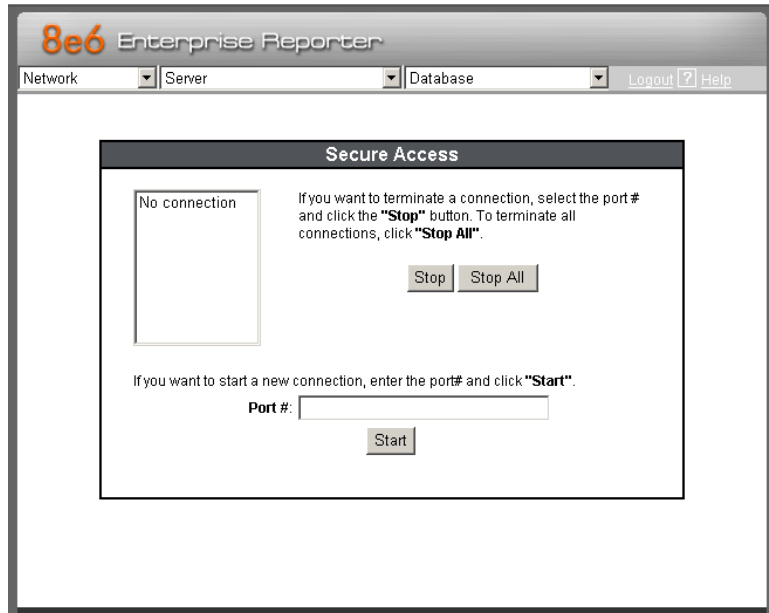 8e6 Enterprise Reporter
Network Server Database Logout ? Help
Secure Access
No connection
If you want to terminate a connection, select the port #
and click the "Stop" button. To terminate all
connections, click "Stop All".
Stop Stop All
If you want to start a new connection, enter the port# and click "Start".
Port #:
Start